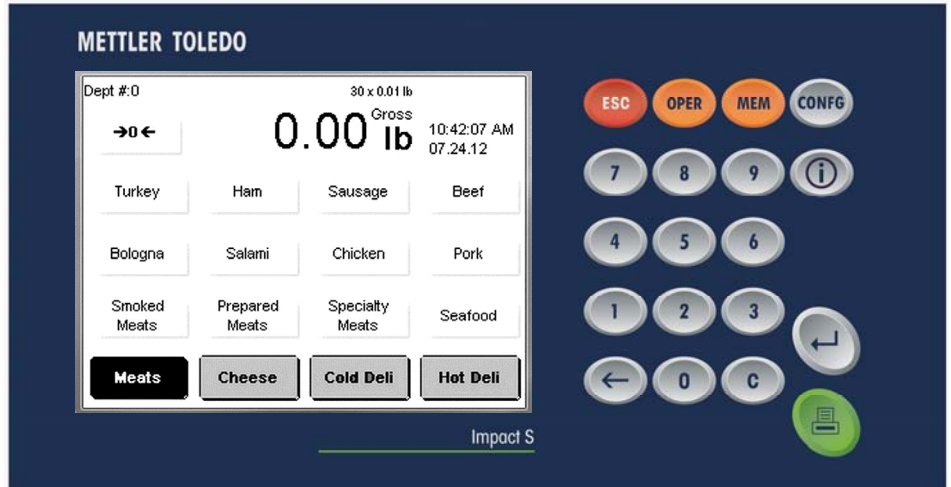 METTLER TOLEDO
Dept #:0
30 x 0.01 lb
→0←
0.00 lb
Gross
10:42:07 AM
07.24.12
Turkey
Ham
Sausage
Beef
Bologna
Salami
Chicken
Pork
Smoked
Meats
Prepared
Meats
Specialty
Meats
Seafood
Meats
Cheese
Cold Deli
Hot Deli
Impact S
ESC
OPER
MEM
CONFG
7
8
9
i
4
5
6
1
2
3
←
0
C